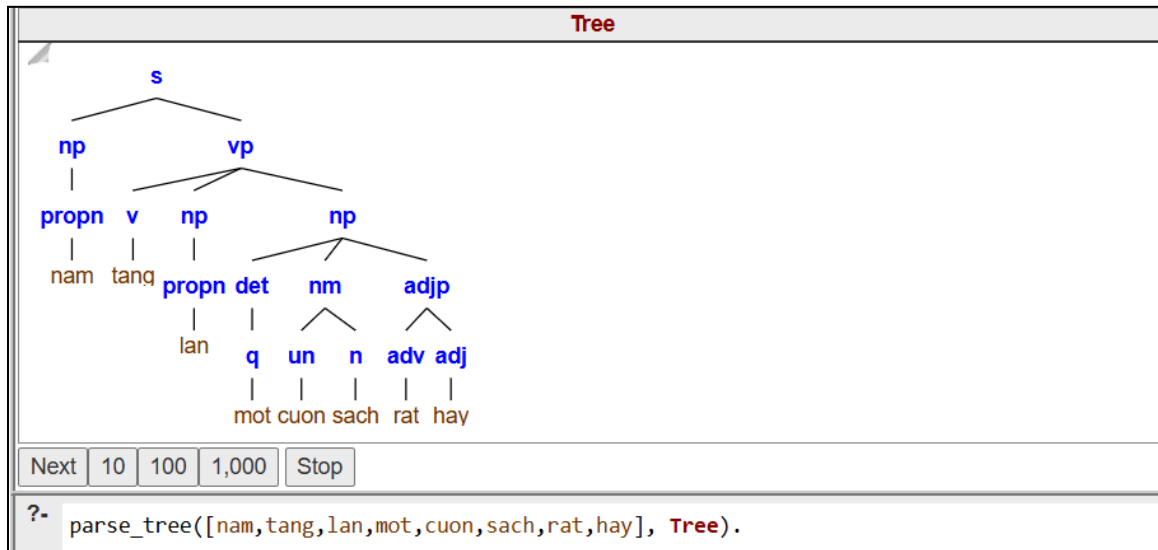 Tree
s
np vp
propn v np np
nam tang propn det nm adjp
lan q un n adv adj
mot cuon sach rat hay
Next 10 100 1,000 Stop
?- parse_tree([nam,tang,lan,mot,cuon,sach,rat,hay], Tree).